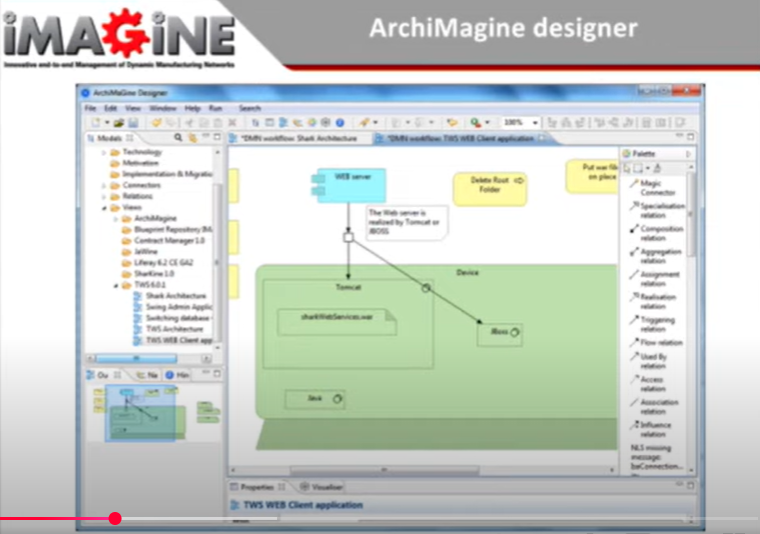 iMAGiNE
Innovative end-to-end Management of Dynamic Manufacturing Networks
ArchiMagine designer
ArchiMaGine Designer
File Edit View Window Help Run Search
100%
Models
*DMN workflow: Shark Architecture
*DMN workflow: TWS WEB Client application
Technology
Motivation
Implementation & Migratio
Connectors
Relations
Views
ArchiMagine
Blueprint Repository (M
Contract Manager 1.0
JaWine
Liferay 6.2 CE GA2
SharKine 1.0
TWS 6.0.1
Shark Architecture
Swing Admin Applic
Switching database
TWS Architecture
TWS WEB Client app
Ou
Na
WEB server
The Web server is
realized by Tomcat or
JBOSS
Delete Root
Folder
Put war file
on place
Device
Tomcat
sharkWebServices.war
JBoss
Java
Palette
Magic
Connector
Specialisation
relation
Composition
relation
Aggregation
relation
Assignment
relation
Realisation
relation
Triggering
relation
Flow relation
Used By
relation
Access
relation
Association
relation
Influence
relation
NLS missing
message:
baConnection...
Properties
Visualiser
TWS WEB Client application